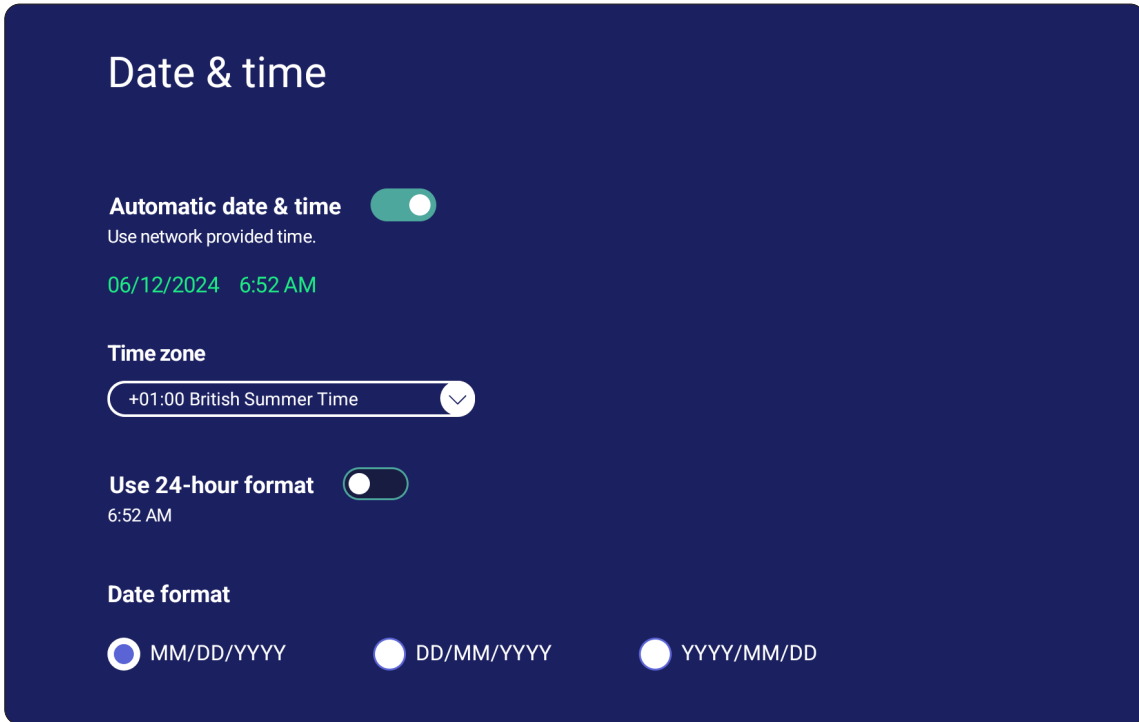 Date & time
Automatic date & time
Use network provided time.
06/12/2024 6:52 AM
Time zone
+01:00 British Summer Time
Use 24-hour format
6:52 AM
Date format
MM/DD/YYYY DD/MM/YYYY YYYY/MM/DD